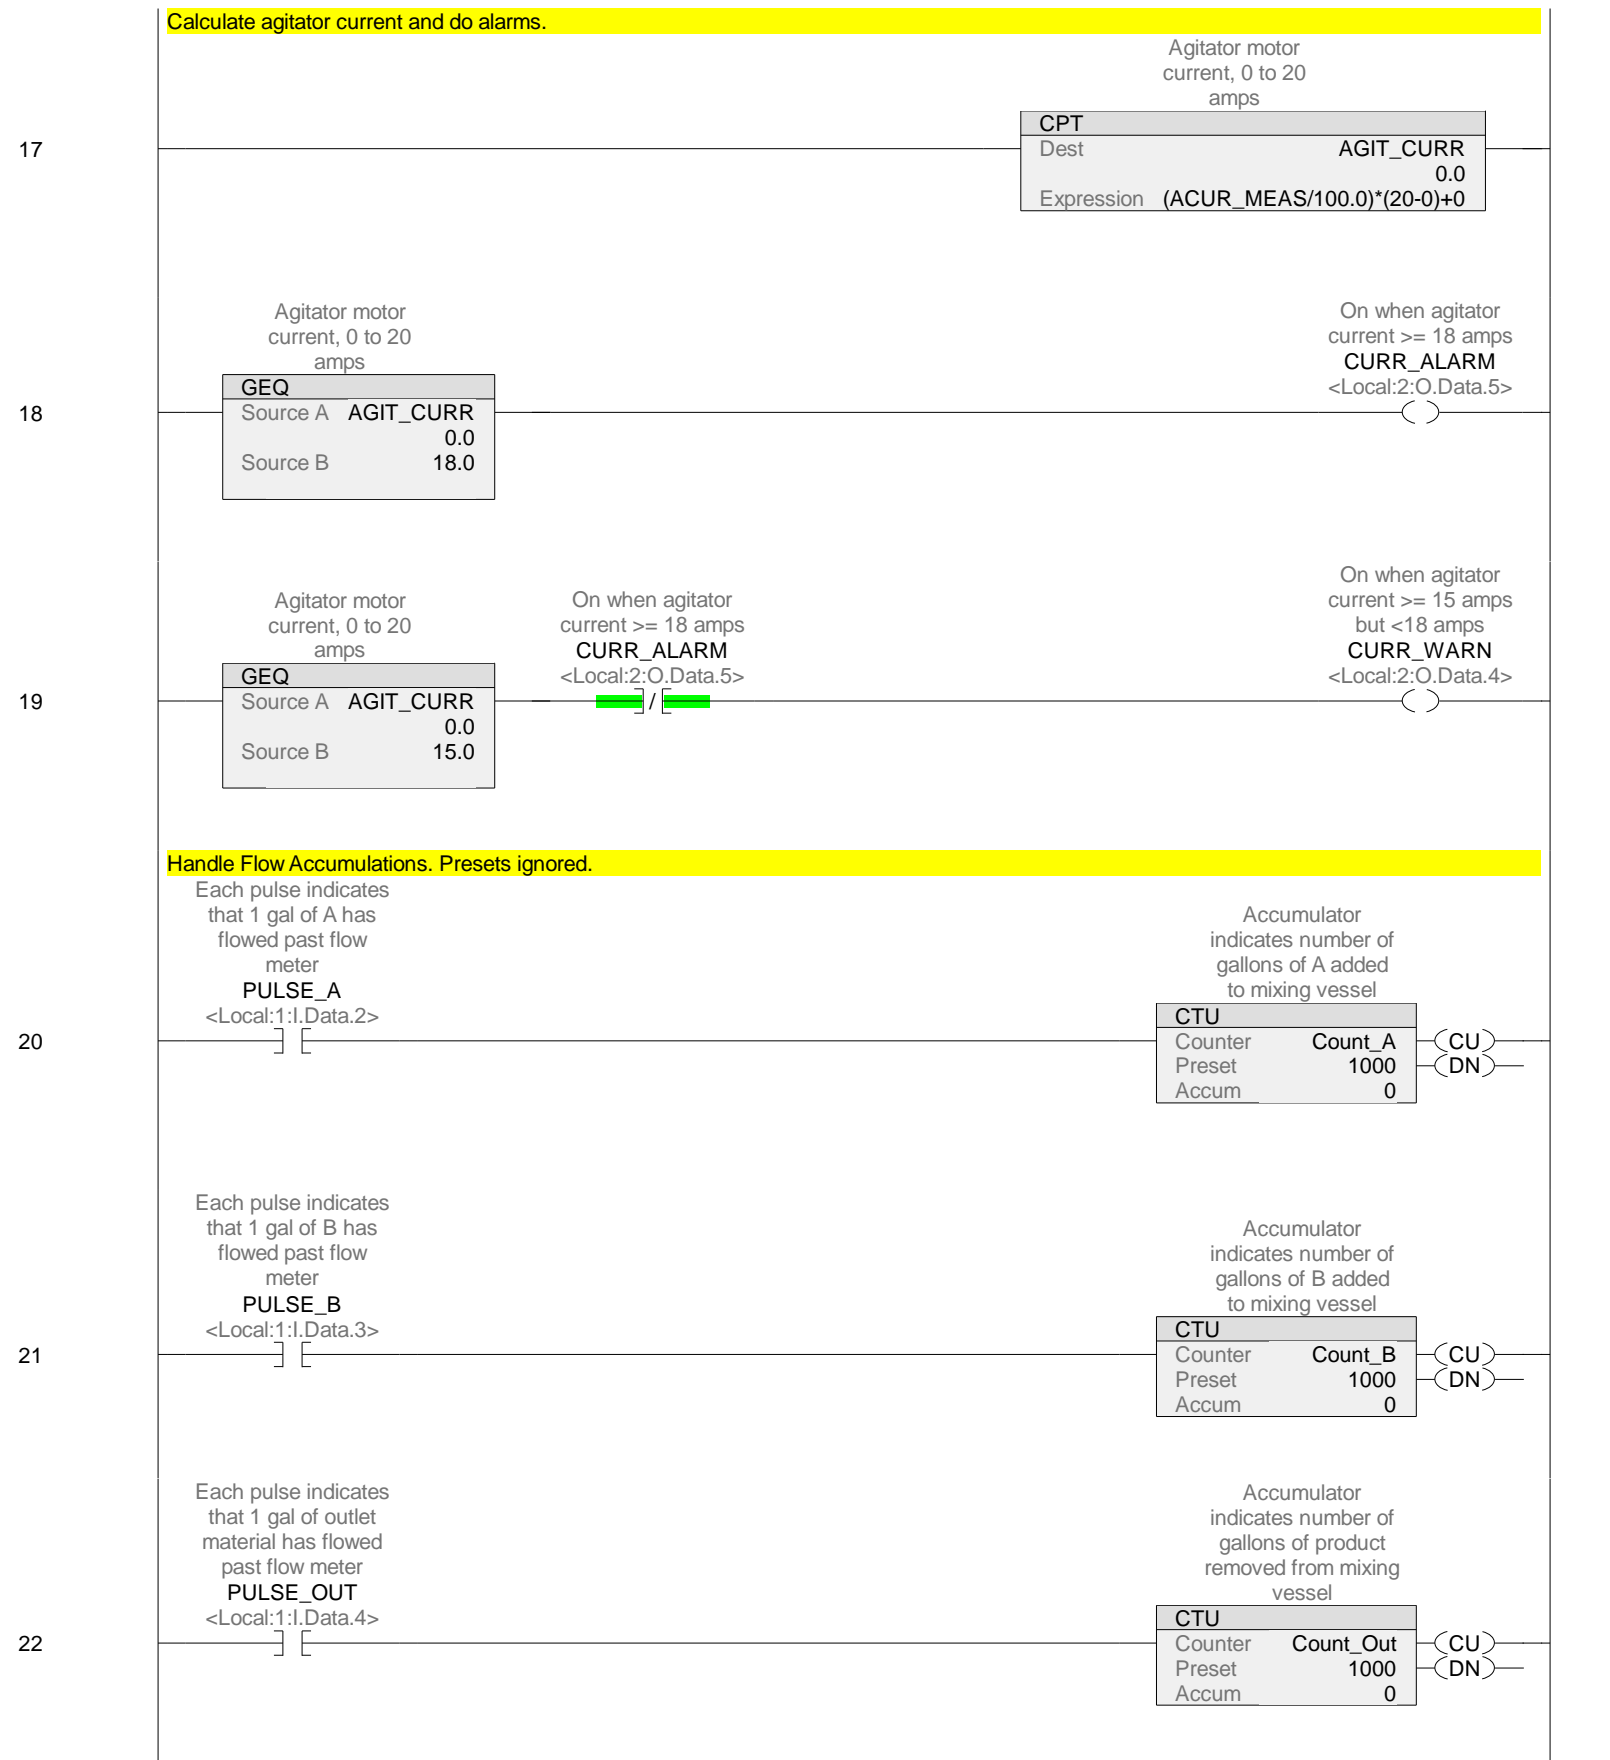 Calculate agitator current and do alarms.
Agitator motor
current, 0 to 20
amps
CPT
17
Dest AGIT_CURR
0.0
Expression (ACUR_MEAS/100.0)*(20-0)+0
Agitator motor
current, 0 to 20
amps
On when agitator
current >= 18 amps
CURR_ALARM
<Local:2:O.Data.5>
GEQ
18
Source A AGIT_CURR
0.0
Source B 18.0
Agitator motor
current, 0 to 20
amps
On when agitator
current >= 18 amps
CURR_ALARM
<Local:2:O.Data.5>
On when agitator
current >= 15 amps
but <18 amps
CURR_WARN
<Local:2:O.Data.4>
GEQ
19
Source A AGIT_CURR
/
0.0
Source B 15.0
Handle Flow Accumulations. Presets ignored.
Each pulse indicates
that 1 gal of A has
flowed past flow
meter
PULSE_A
<Local:1:I.Data.2>
Accumulator
indicates number of
gallons of A added
to mixing vessel
CTU
20
Counter Count_A CU
Preset 1000 DN
Accum 0
Each pulse indicates
that 1 gal of B has
flowed past flow
meter
PULSE_B
<Local:1:I.Data.3>
Accumulator
indicates number of
gallons of B added
to mixing vessel
CTU
21
Counter Count_B CU
Preset 1000 DN
Accum 0
Each pulse indicates
that 1 gal of outlet
material has flowed
past flow meter
PULSE_OUT
<Local:1:I.Data.4>
Accumulator
indicates number of
gallons of product
removed from mixing
vessel
CTU
22
Counter Count_Out CU
Preset 1000 DN
Accum 0